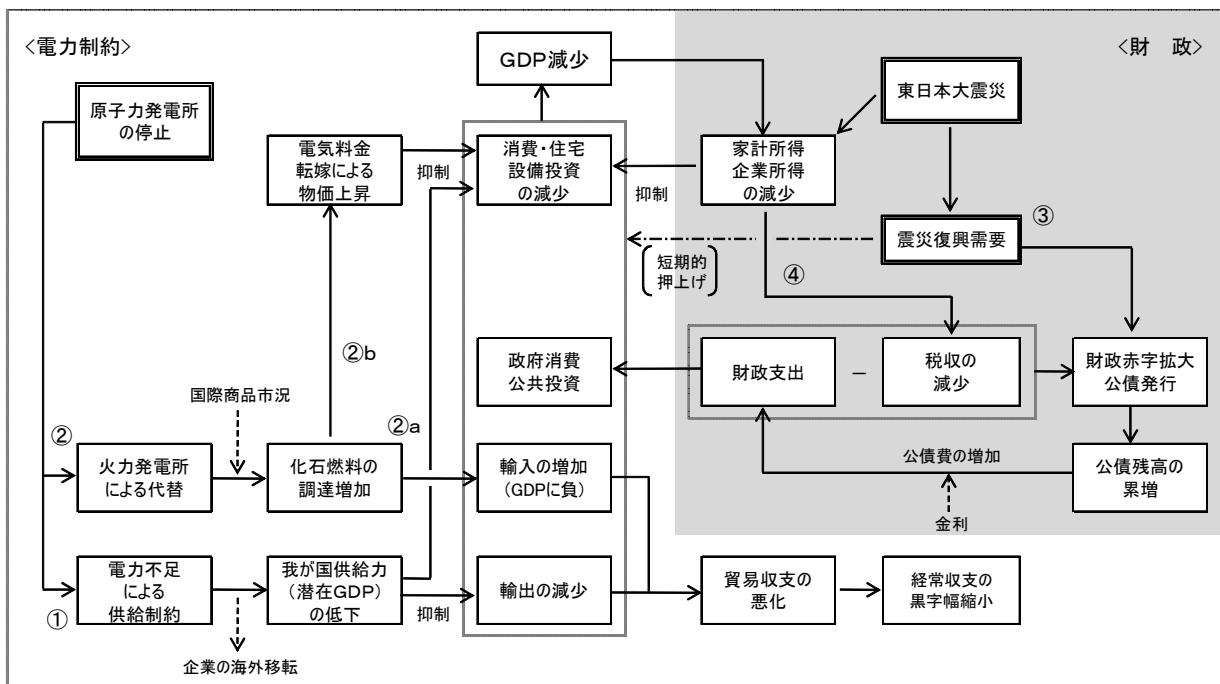 <電力制約>
<財　政>
GDP減少
原子力発電所
の停止
東日本大震災
電気料金
転嫁による
物価上昇
抑制
消費・住宅
設備投資
の減少
抑制
家計所得
企業所得
の減少
③
震災復興需要
短期的
押上げ
④
②b
政府消費
公共投資
財政支出
－
税収の
減少
財政赤字拡大
公債発行
国際商品市況
②a
②
火力発電所
による代替
化石燃料の
調達増加
輸入の増加
(GDPに負)
公債費の増加
公債残高の
累増
金利
①
電力不足
による
供給制約
我が国供給力
(潜在GDP)
の低下
抑制
輸出の減少
貿易収支の
悪化
経常収支の
黒字幅縮小
企業の海外移転